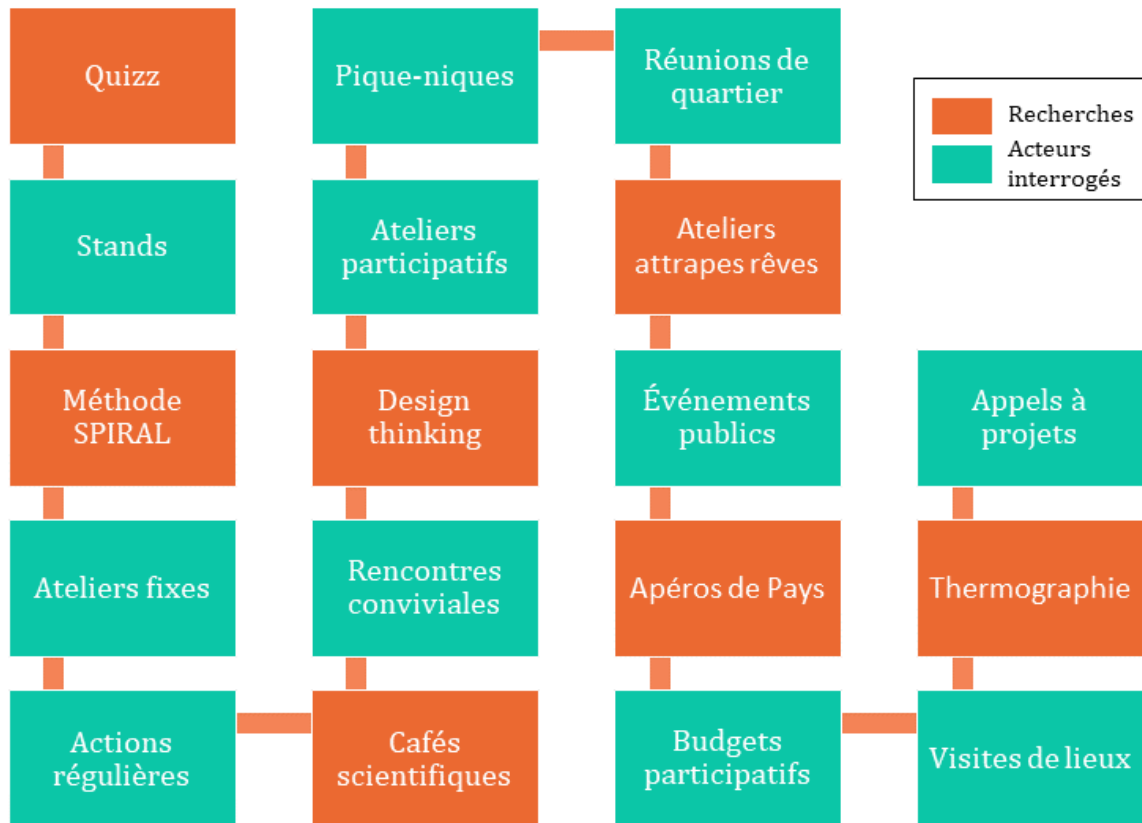 Quizz
Stands
Méthode
SPIRAL
Ateliers fixes
Actions
régulières
Cafés
scientifiques
Rencontres
conviviales
Design
thinking
Ateliers
participatifs
Pique-niques
Réunions de
quartier
Ateliers
attrapes rêves
Événements
publics
Apéros de Pays
Budgets
participatifs
Visites de lieux
Thermographie
Appels à
projets
Recherches
Acteurs
interrogés